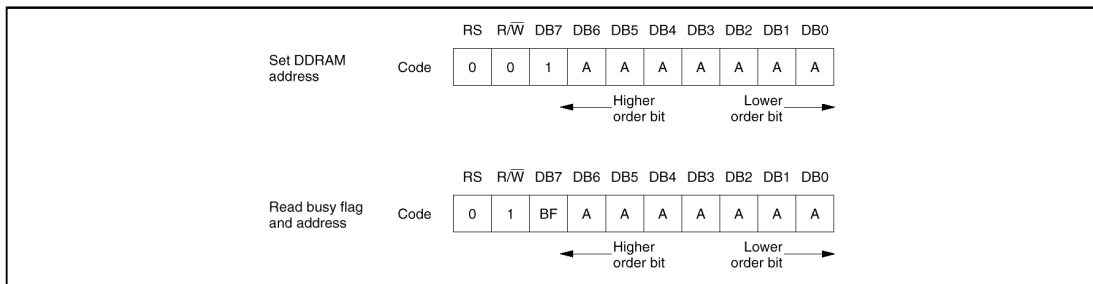 RS R/W̅ DB7 DB6 DB5 DB4 DB3 DB2 DB1 DB0
Set DDRAM
address
Code 0 0 1 A A A A A A A
Higher
order bit
Lower
order bit
RS R/W̅ DB7 DB6 DB5 DB4 DB3 DB2 DB1 DB0
Read busy flag
and address
Code 0 1 BF A A A A A A A
Higher
order bit
Lower
order bit